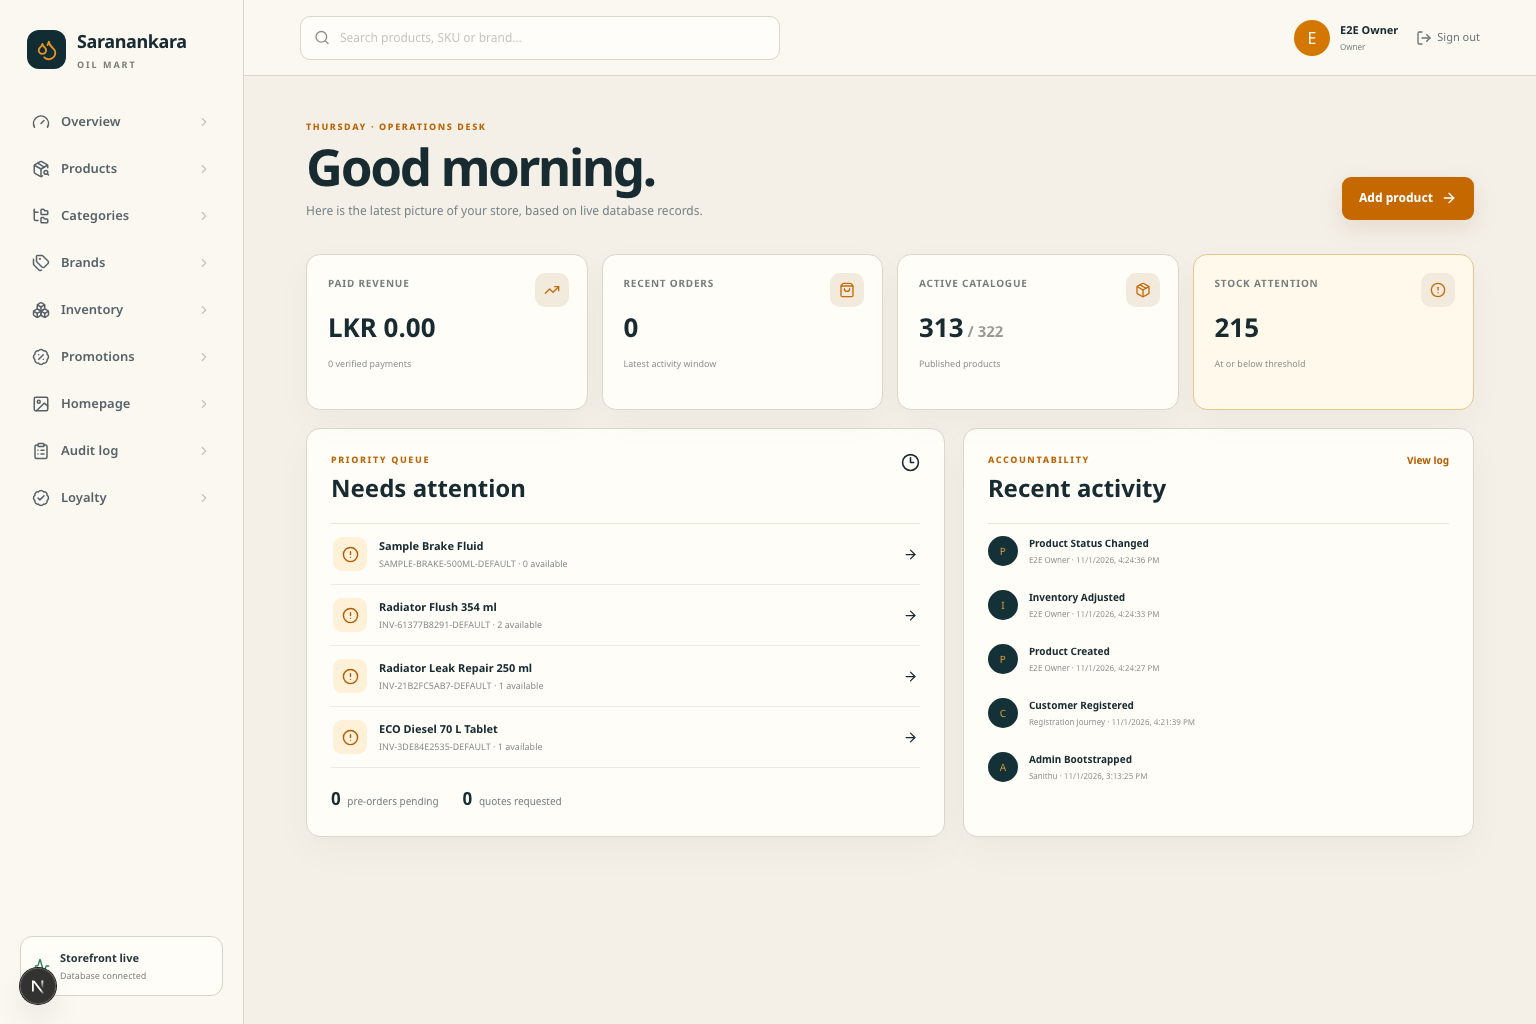 Saranankara
OIL MART
Overview
Products
Categories
Brands
Inventory
Promotions
Homepage
Audit log
Loyalty
Storefront live
Database connected
N
Search products, SKU or brand...
E
E2E Owner
Owner
Sign out
THURSDAY · OPERATIONS DESK
Good morning.
Here is the latest picture of your store, based on live database records.
Add product
PAID REVENUE
LKR 0.00
0 verified payments
RECENT ORDERS
0
Latest activity window
ACTIVE CATALOGUE
313 / 322
Published products
STOCK ATTENTION
215
At or below threshold
PRIORITY QUEUE
Needs attention
Sample Brake Fluid
SAMPLE-BRAKE-500ML-DEFAULT · 0 available
Radiator Flush 354 ml
INV-61377B8291-DEFAULT · 2 available
Radiator Leak Repair 250 ml
INV-21B2FC5AB7-DEFAULT · 1 available
ECO Diesel 70 L Tablet
INV-3DE84E2535-DEFAULT · 1 available
0 pre-orders pending 0 quotes requested
ACCOUNTABILITY
View log
Recent activity
P
Product Status Changed
E2E Owner · 11/1/2026, 4:24:36 PM
I
Inventory Adjusted
E2E Owner · 11/1/2026, 4:24:33 PM
P
Product Created
E2E Owner · 11/1/2026, 4:24:27 PM
C
Customer Registered
Registration Journey · 11/1/2026, 4:21:39 PM
A
Admin Bootstrapped
Sanithu · 11/1/2026, 3:13:25 PM